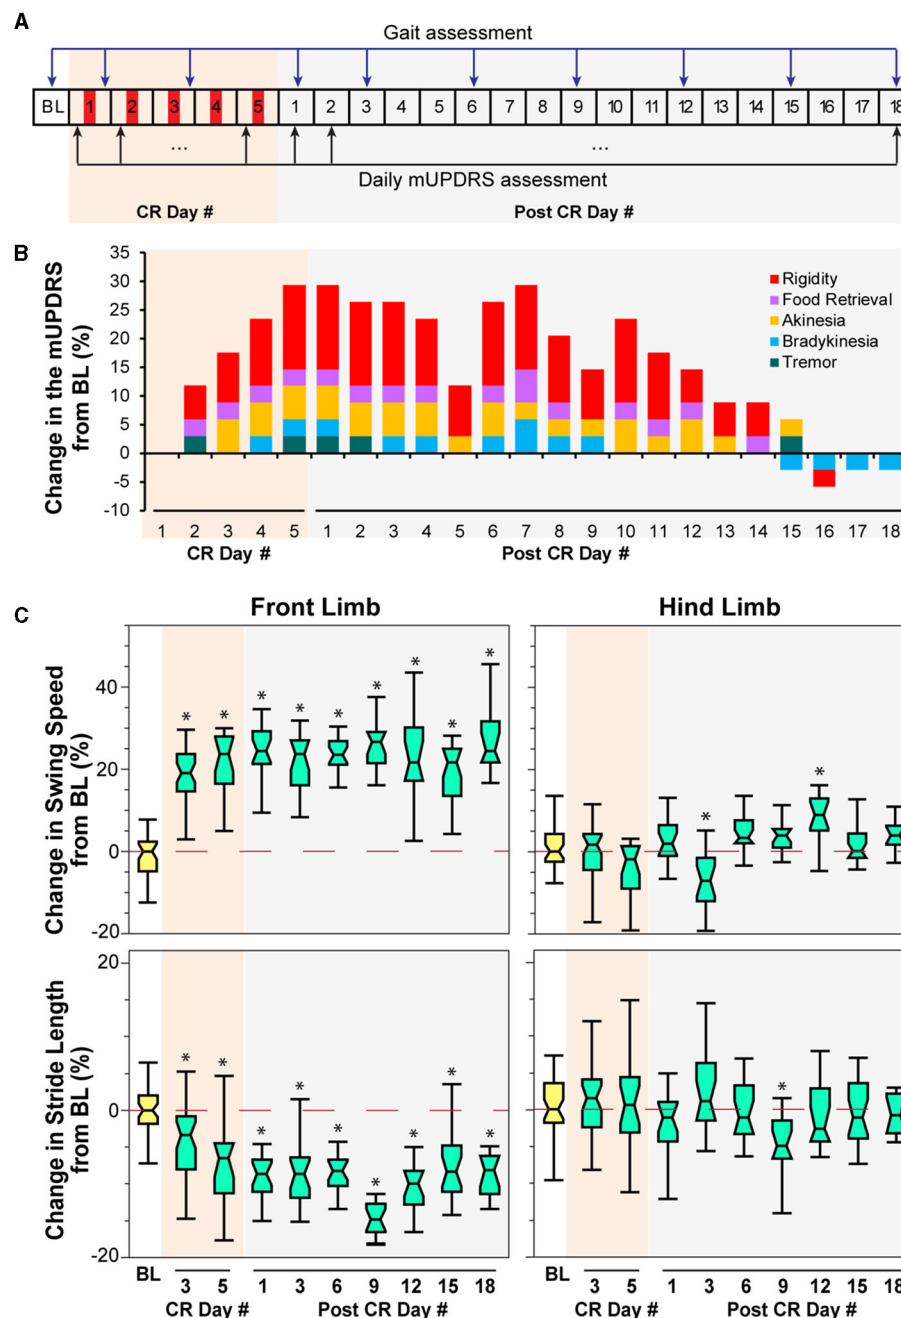 A
Gait assessment
BL 1 2 3 4 5 1 2 3 4 5 6 7 8 9 10 11 12 13 14 15 16 17 18
... ...
Daily mUPDRS assessment
CR Day # Post CR Day #
B
Change in the mUPDRS
from BL (%)
35
30
25
20
15
10
5
0
-5
-10
Rigidity
Food Retrieval
Akinesia
Bradykinesia
Tremor
1 2 3 4 5 1 2 3 4 5 6 7 8 9 10 11 12 13 14 15 16 17 18
CR Day # Post CR Day #
C
Front Limb Hind Limb
Change in Swing Speed
from BL (%)
40
20
0
-20
* * * * * * * * *
* *
Change in Stride Length
from BL (%)
20
0
-20
* * * * * * * * *
*
BL 3 5 1 3 6 9 12 15 18 BL 3 5 1 3 6 9 12 15 18
CR Day # Post CR Day # CR Day # Post CR Day #